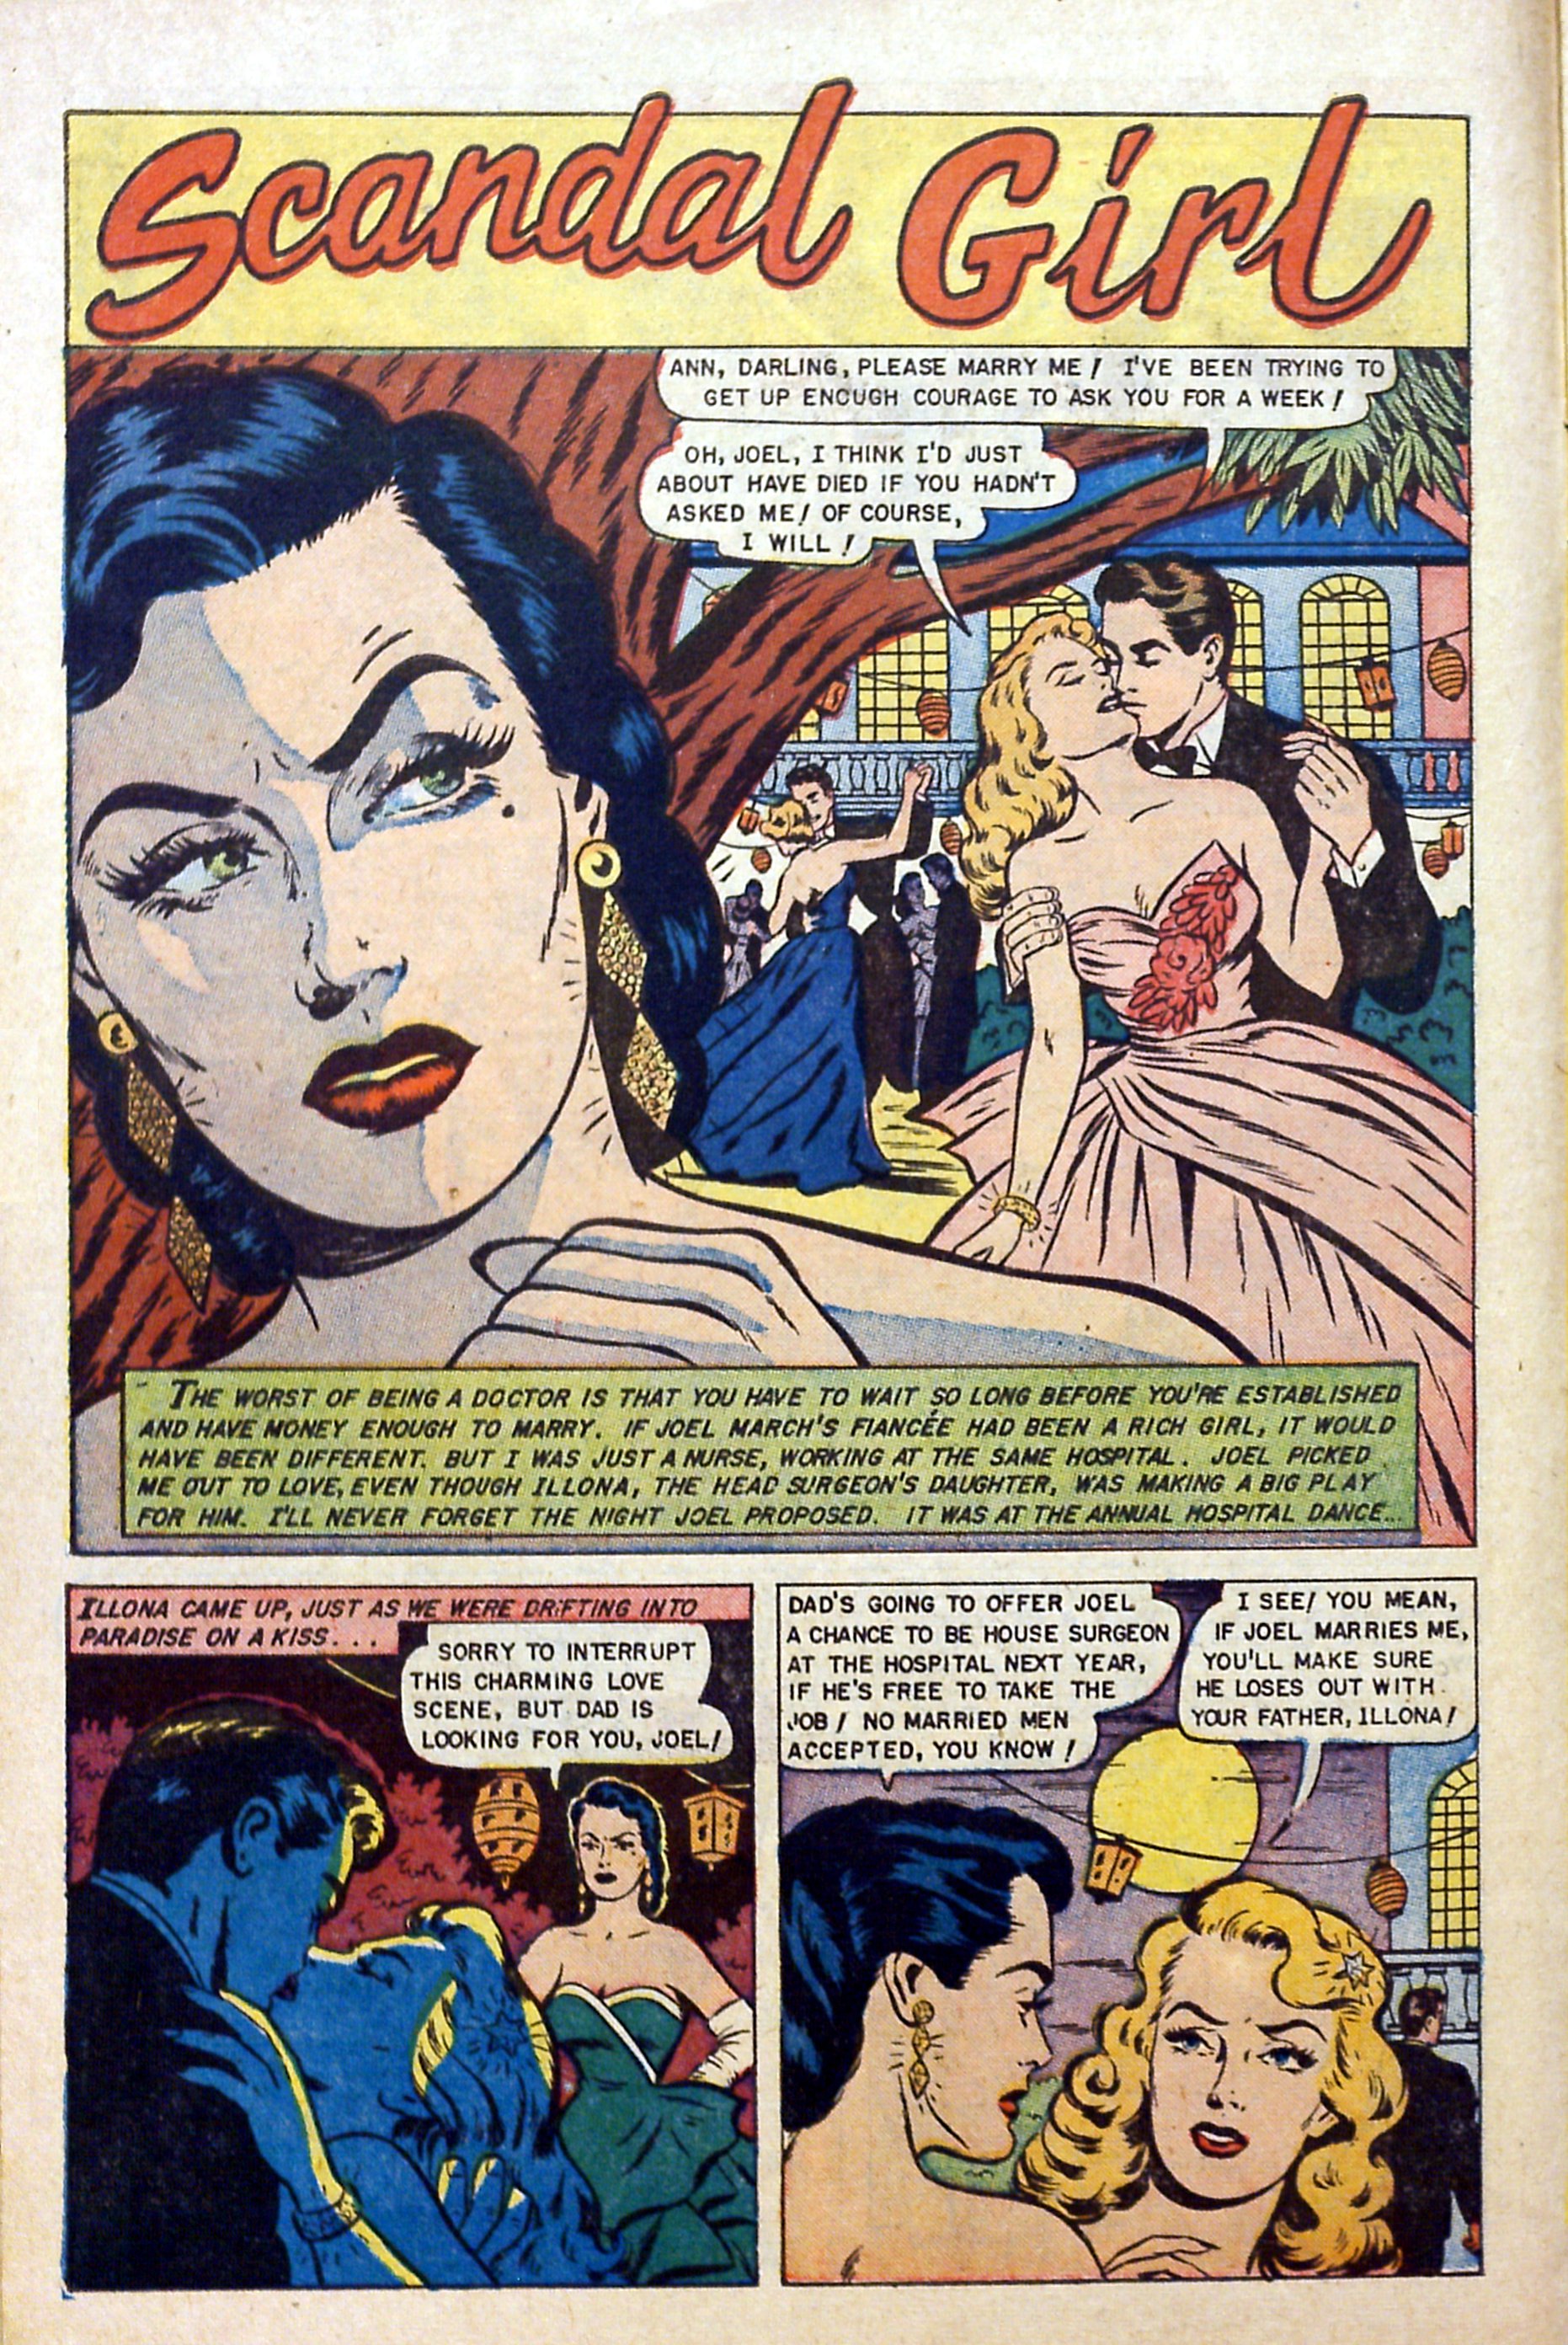 Scandal Girl
ANN, DARLING, PLEASE MARRY ME! I'VE BEEN TRYING TO
GET UP ENOUGH COURAGE TO ASK YOU FOR A WEEK!
OH, JOEL, I THINK I'D JUST
ABOUT HAVE DIED IF YOU HADN'T
ASKED ME! OF COURSE,
I WILL!
THE WORST OF BEING A DOCTOR IS THAT YOU HAVE TO WAIT SO LONG BEFORE YOU'RE ESTABLISHED
AND HAVE MONEY ENOUGH TO MARRY. IF JOEL MARCH'S FIANCÉE HAD BEEN A RICH GIRL, IT WOULD
HAVE BEEN DIFFERENT. BUT I WAS JUST A NURSE, WORKING AT THE SAME HOSPITAL. JOEL PICKED
ME OUT TO LOVE, EVEN THOUGH ILLONA, THE HEAD SURGEON'S DAUGHTER, WAS MAKING A BIG PLAY
FOR HIM. I'LL NEVER FORGET THE NIGHT JOEL PROPOSED. IT WAS AT THE ANNUAL HOSPITAL DANCE...
ILLONA CAME UP, JUST AS WE WERE DRIFTING INTO
PARADISE ON A KISS...
SORRY TO INTERRUPT
THIS CHARMING LOVE
SCENE, BUT DAD IS
LOOKING FOR YOU, JOEL!
DAD'S GOING TO OFFER JOEL
A CHANCE TO BE HOUSE SURGEON
AT THE HOSPITAL NEXT YEAR,
IF HE'S FREE TO TAKE THE
JOB! NO MARRIED MEN
ACCEPTED, YOU KNOW!
I SEE! YOU MEAN,
IF JOEL MARRIES ME,
YOU'LL MAKE SURE
HE LOSES OUT WITH
YOUR FATHER, ILLONA!